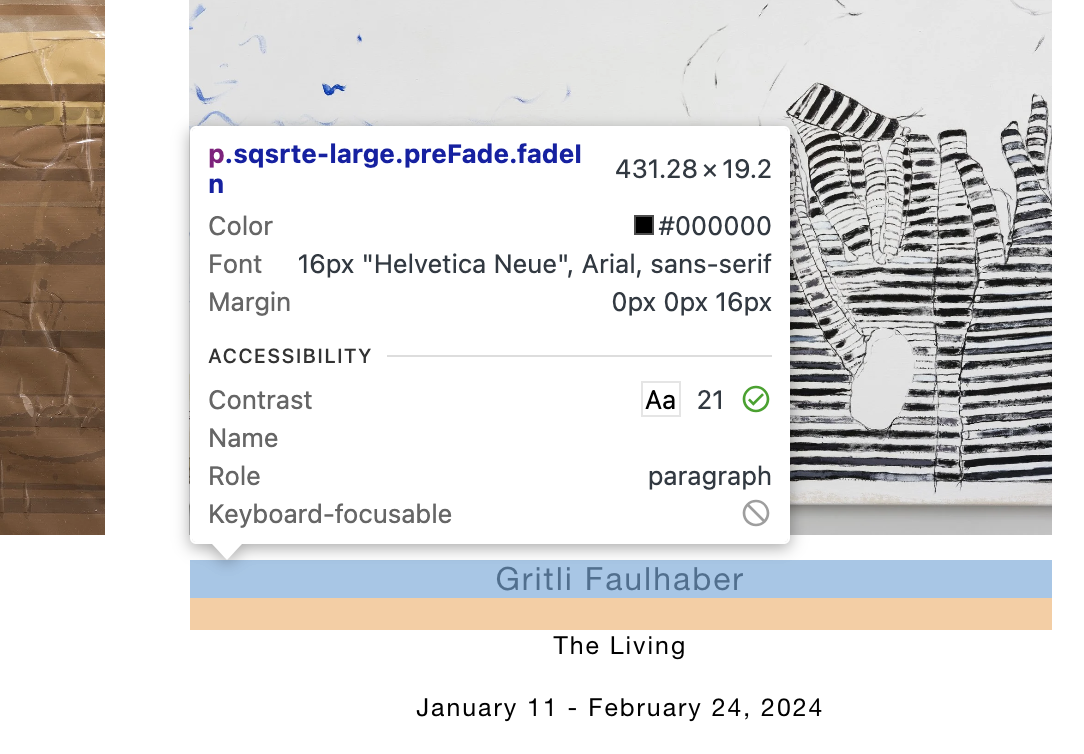 p.sqsrte-large.preFade.fadeI
n
431.28 × 19.2
Color #000000
Font 16px "Helvetica Neue", Arial, sans-serif
Margin 0px 0px 16px
ACCESSIBILITY
Contrast Aa 21
Name
Role paragraph
Keyboard-focusable
Gritli Faulhaber
The Living
January 11 - February 24, 2024